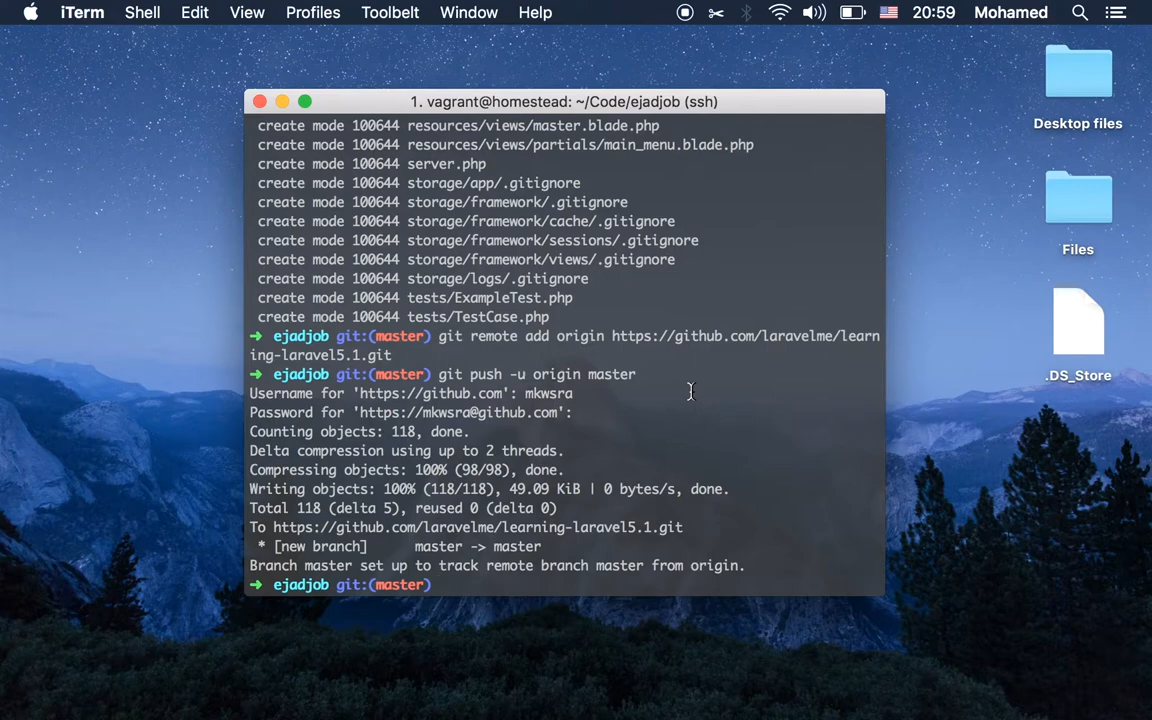 iTerm Shell Edit View Profiles Toolbelt Window Help 20:59 Mohamed
1. vagrant@homestead: ~/Code/ejadjob (ssh)
create mode 100644 resources/views/master.blade.php
create mode 100644 resources/views/partials/main_menu.blade.php
create mode 100644 server.php
create mode 100644 storage/app/.gitignore
create mode 100644 storage/framework/.gitignore
create mode 100644 storage/framework/cache/.gitignore
create mode 100644 storage/framework/sessions/.gitignore
create mode 100644 storage/framework/views/.gitignore
create mode 100644 storage/logs/.gitignore
create mode 100644 tests/ExampleTest.php
create mode 100644 tests/TestCase.php
➜ ejadjob git:(master) git remote add origin https://github.com/laravelme/learn
ing-laravel5.1.git
➜ ejadjob git:(master) git push -u origin master
Username for 'https://github.com': mkwsra
Password for 'https://mkwsra@github.com':
Counting objects: 118, done.
Delta compression using up to 2 threads.
Compressing objects: 100% (98/98), done.
Writing objects: 100% (118/118), 49.09 KiB | 0 bytes/s, done.
Total 118 (delta 5), reused 0 (delta 0)
To https://github.com/laravelme/learning-laravel5.1.git
* [new branch] master -> master
Branch master set up to track remote branch master from origin.
➜ ejadjob git:(master)
Desktop files
Files
.DS_Store